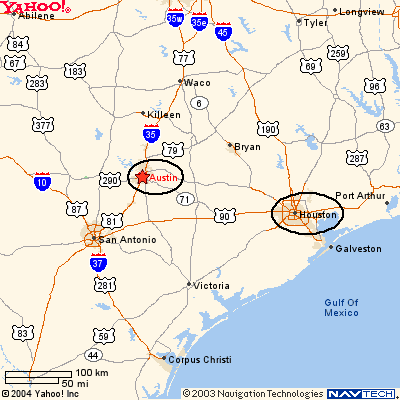 YAHOO!
Abilene
Longview
35w
35e
45
Tyler
84
84
77
259
69
59
283
183
Waco
6
Killeen
377
35
190
63
79
Bryan
287
10
290
Austin
Port Arthur
87
71
81
90
Houston
San Antonio
Galveston
37
281
Victoria
Gulf Of
Mexico
83
59
44
Corpus Christi
100 km
50 mi
©2004 Yahoo! Inc
©2003 Navigation Technologies NAVTECH